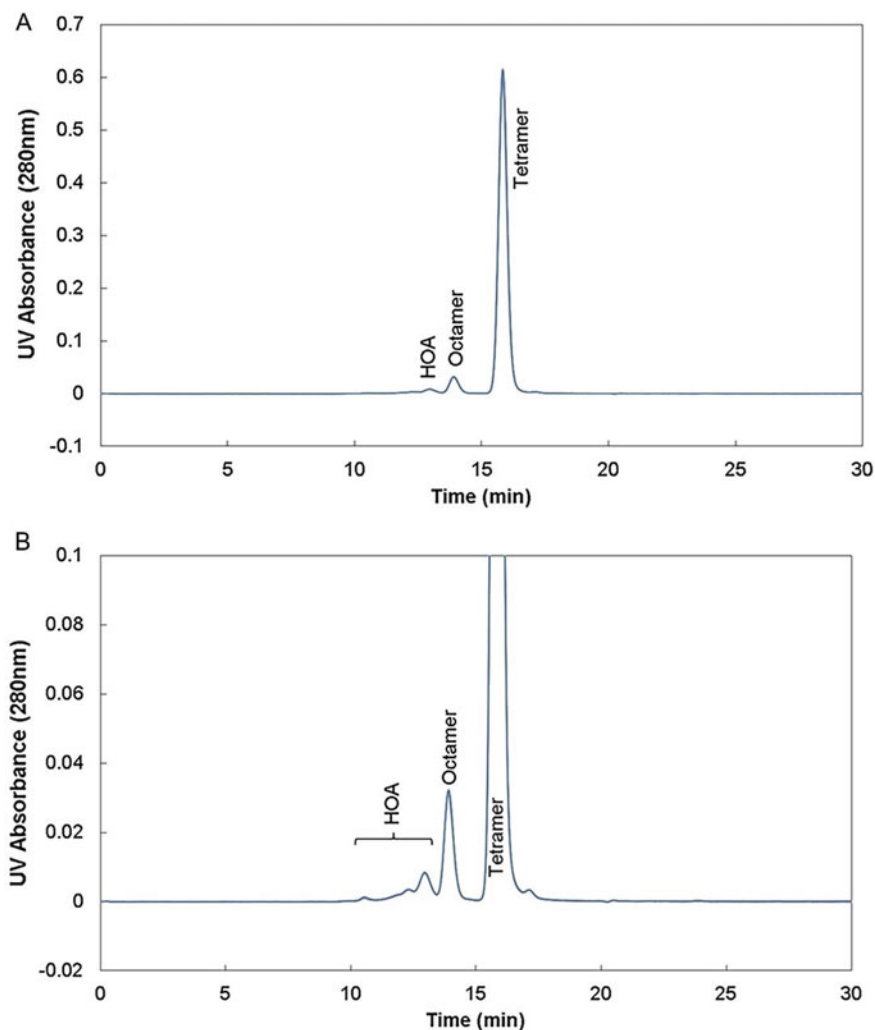 A
UV Absorbance (280nm)
0.7
0.6
0.5
0.4
0.3
0.2
0.1
0
-0.1
HOA
Octamer
Tetramer
0 5 10 15 20 25 30
Time (min)
B
UV Absorbance (280nm)
0.1
0.08
0.06
0.04
0.02
0
-0.02
HOA
Octamer
Tetramer
0 5 10 15 20 25 30
Time (min)